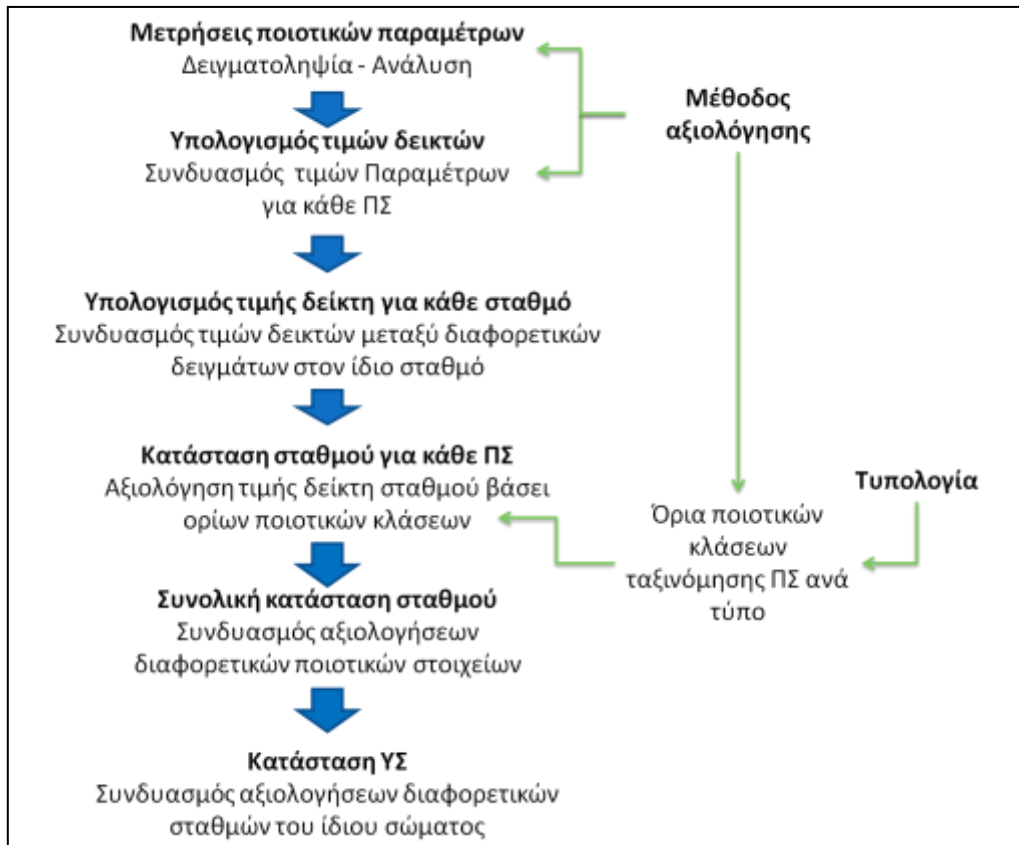 Μετρήσεις ποιοτικών παραμέτρων
Δειγματοληψία - Ανάλυση
Υπολογισμός τιμών δεικτών
Συνδυασμός τιμών Παραμέτρων
για κάθε ΠΣ
Υπολογισμός τιμής δείκτη για κάθε σταθμό
Συνδυασμός τιμών δεικτών μεταξύ διαφορετικών
δειγμάτων στον ίδιο σταθμό
Κατάσταση σταθμού για κάθε ΠΣ
Αξιολόγηση τιμής δείκτη σταθμού βάσει
ορίων ποιοτικών κλάσεων
Συνολική κατάσταση σταθμού
Συνδυασμός αξιολογήσεων
διαφορετικών ποιοτικών στοιχείων
Κατάσταση ΥΣ
Συνδυασμός αξιολογήσεων διαφορετικών
σταθμών του ίδιου σώματος
Μέθοδος
αξιολόγησης
Τυπολογία
Όρια ποιοτικών
κλάσεων
ταξινόμησης ΠΣ ανά
τύπο